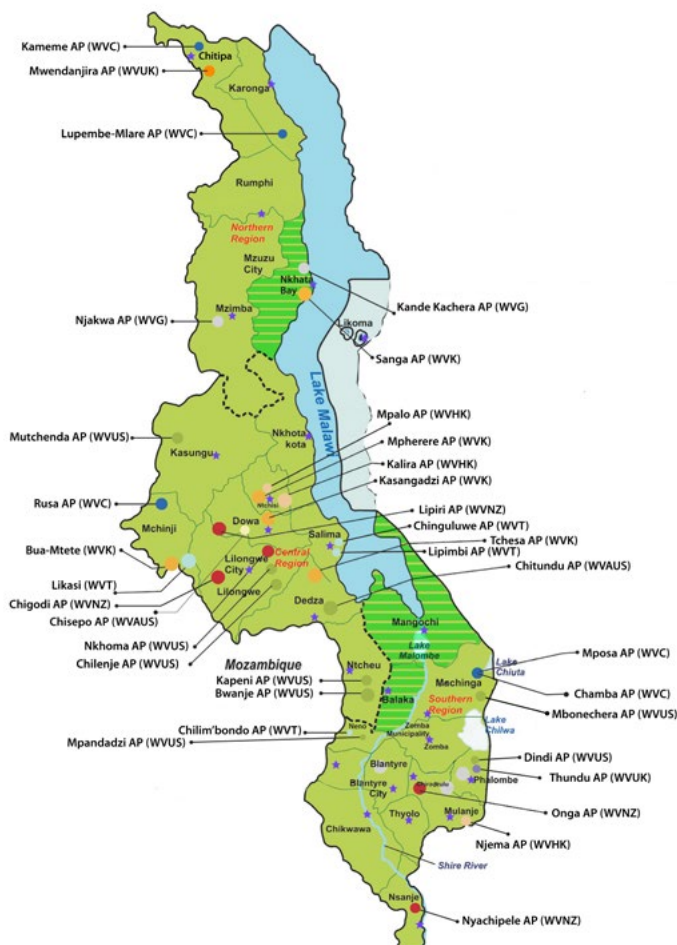 Kameme AP (WVC)
Chitipa
Mwendanjira AP (WVUK)
Karonga
Lupembe-Mlare AP (WVC)
Rumphi
Northern
Region
Mzuzu
City
Nkhata
Bay
Kande Kachera AP (WVG)
Mzimba
Njakwa AP (WVG)
Likoma
Sanga AP (WVK)
Lake Malawi
Mpalo AP (WVHK)
Mutchenda AP (WVUS)
Nkhota
kota
Mpherere AP (WVK)
Kasungu
Kalira AP (WVHK)
Kasangadzi AP (WVK)
Lipiri AP (WVNZ)
Rusa AP (WVC)
Ntchisi
Chinguluwe AP (WVT)
Mchinji
Dowa
Salima
Tchesa AP (WVK)
Bua-Mtete (WVK)
Lilongwe
City
Central
Region
Lipimbi AP (WVT)
Chitundu AP (WVAUS)
Likasi (WVT)
Lilongwe
Chigodi AP (WVNZ)
Dedza
Chisepo AP (WVAUS)
Mangochi
Nkhoma AP (WVUS)
Lake
Malombe
Chilenje AP (WVUS)
Mozambique
Ntcheu
Lake
Chiuta
Mposa AP (WVC)
Kapeni AP (WVUS)
Machinga
Bwanje AP (WVUS)
Balaka
Southern
Region
Chamba AP (WVC)
Mbonechera AP (WVUS)
Chilim'bondo AP (WVT)
Neno
Zomba
Municipality
Lake
Chilwa
Mpandadzi AP (WVUS)
Zomba
Dindi AP (WVUS)
Blantyre
Thundu AP (WVUK)
Phalombe
Blantyre
City
Onga AP (WVNZ)
Chikwawa
Thyolo
Mulanje
Njema AP (WVHK)
Shire River
Nsanje
Nyachipele AP (WVNZ)